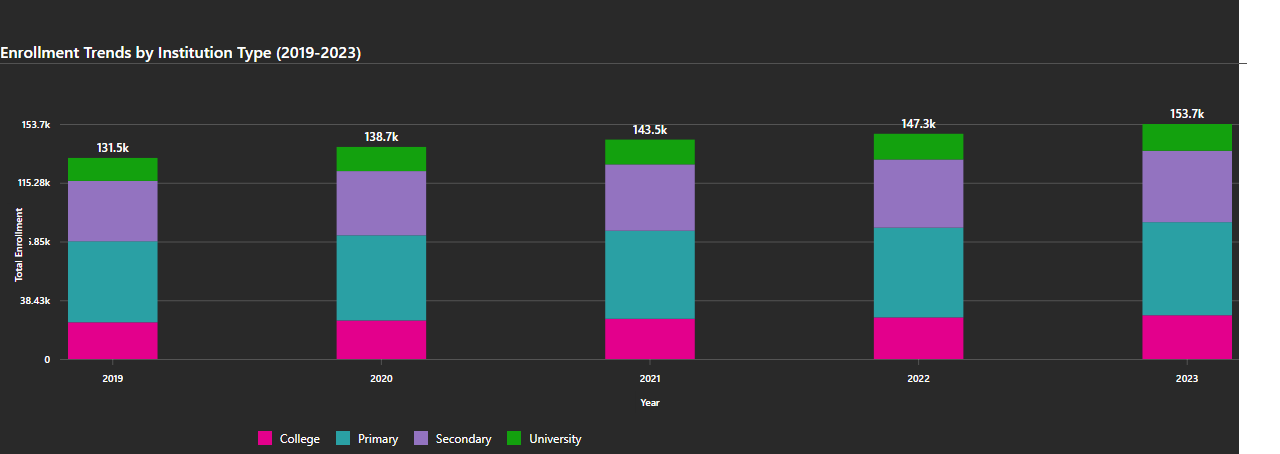 Enrollment Trends by Institution Type (2019-2023)
153.7k
115.28k
38.43k
0
Total Enrollment
131.5k
138.7k
143.5k
147.3k
153.7k
2019
2020
2021
2022
2023
Year
College
Primary
Secondary
University